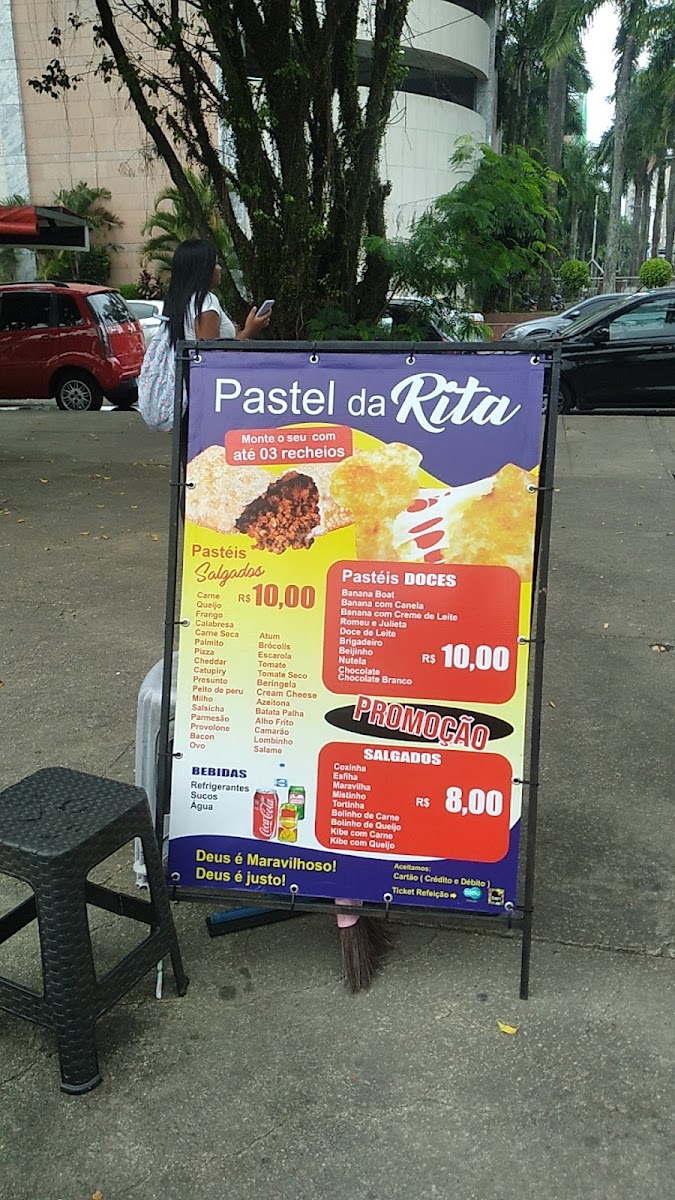 Pastel da Rita
Monte o seu com
até 03 recheios
Pastéis
Salgados
R$ 10,00
Carne
Queijo
Frango
Calabresa
Carne Seca
Palmito
Pizza
Cheddar
Catupiry
Presunto
Peito de peru
Milho
Salsicha
Parmesão
Provolone
Bacon
Ovo
Atum
Brócolis
Escarola
Tomate
Tomate Seco
Beringela
Cream Cheese
Azeitona
Batata Palha
Alho Frito
Camarão
Lombinho
Salame
Pastéis DOCES
Banana Boat
Banana com Canela
Banana com Creme de Leite
Romeu e Julieta
Doce de Leite
Brigadeiro
Beijinho
Nutela
Chocolate
Chocolate Branco
R$ 10,00
PROMOÇÃO
SALGADOS
Coxinha
Esfiha
Maravilha
Mistinho
Tortinha
Bolinho de Carne
Bolinho de Queijo
Kibe com Carne
Kibe com Queijo
R$ 8,00
BEBIDAS
Refrigerantes
Sucos
Água
Coca-Cola
Deus é Maravilhoso!
Deus é justo!
Aceitamos:
Cartão ( Crédito e Débito )
Ticket Refeição